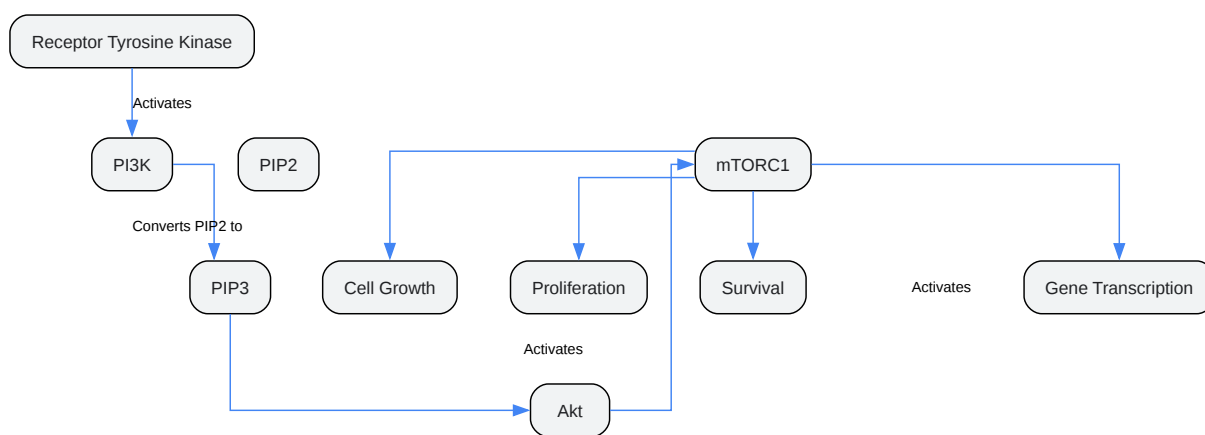 Receptor Tyrosine Kinase
Activates
PI3K
PIP2
mTORC1
Converts PIP2 to
PIP3
Cell Growth
Proliferation
Survival
Activates
Gene Transcription
Activates
Akt